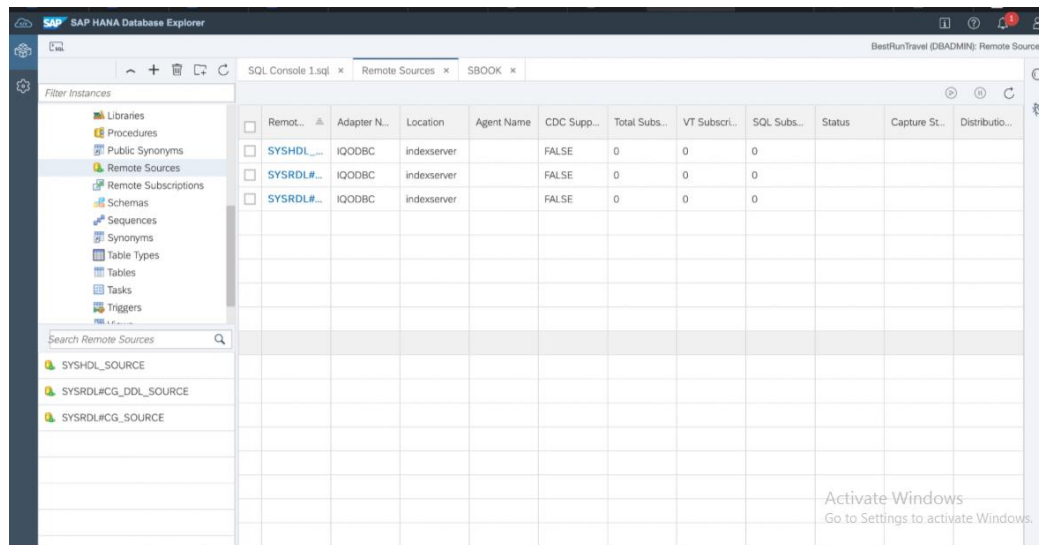 SAP SAP HANA Database Explorer
1
BestRunTravel (DBADMIN): Remote Source
SQL
SQL Console 1.sql × Remote Sources × SBOOK ×
Filter Instances
Libraries
Procedures
Public Synonyms
Remote Sources
Remote Subscriptions
Schemas
Sequences
Synonyms
Table Types
Tables
Tasks
Triggers
Remot... Adapter N... Location Agent Name CDC Supp... Total Subs... VT Subscri... SQL Subs... Status Capture St... Distributio...
SYSHDL_... IQODBC indexserver FALSE 0 0 0
SYSRDL#... IQODBC indexserver FALSE 0 0 0
SYSRDL#... IQODBC indexserver FALSE 0 0 0
Search Remote Sources
SYSHDL_SOURCE
SYSRDL#CG_DDL_SOURCE
SYSRDL#CG_SOURCE
Activate Windows
Go to Settings to activate Windows.